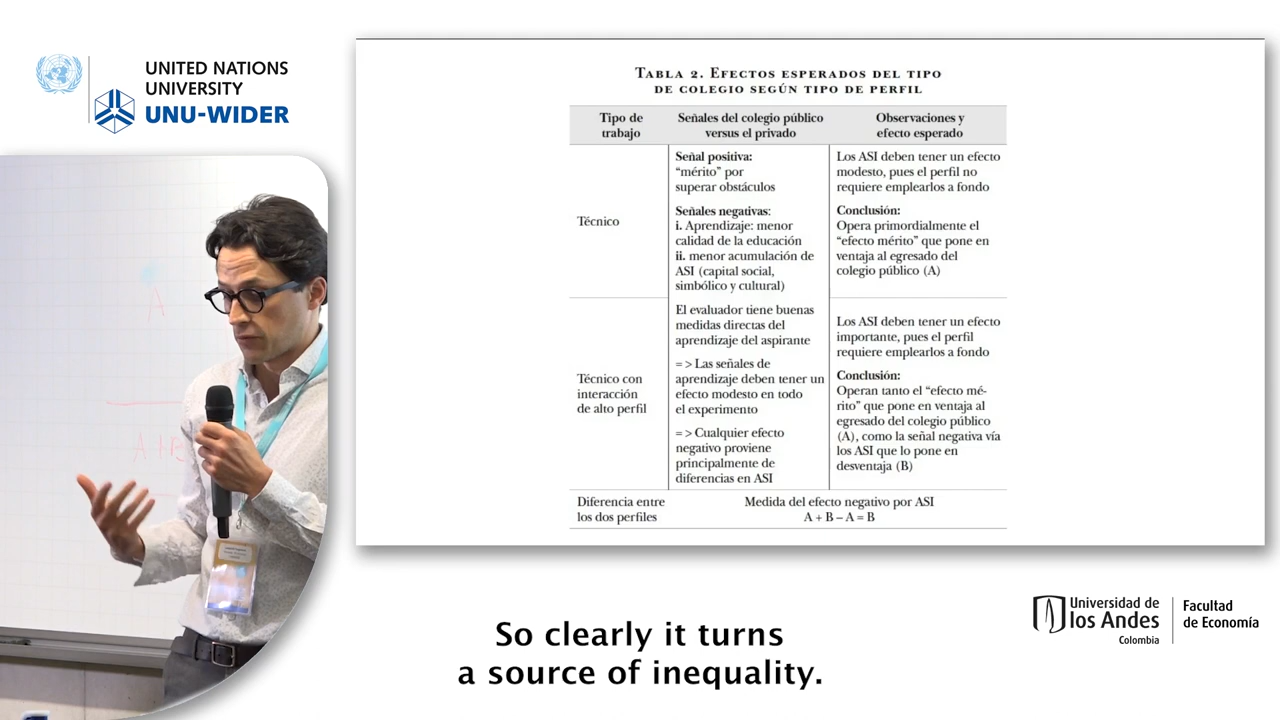 UNITED NATIONS
UNIVERSITY
UNU-WIDER
TABLA 2. EFECTOS ESPERADOS DEL TIPO
DE COLEGIO SEGÚN TIPO DE PERFIL
Tipo de
trabajo
Señales del colegio público
versus el privado
Observaciones y
efecto esperado
Técnico
Señal positiva:
“mérito” por
superar obstáculos
Señales negativas:
i. Aprendizaje: menor
calidad de la educación
ii. menor acumulación de
ASI (capital social,
simbólico y cultural)
Los ASI deben tener un efecto
modesto, pues el perfil no
requiere emplearlos a fondo
Conclusión:
Opera primordialmente el
“efecto mérito” que pone en
ventaja al egresado del
colegio público (A)
Técnico con
interacción
de alto perfil
El evaluador tiene buenas
medidas directas del
aprendizaje del aspirante
=> Las señales de
aprendizaje deben tener un
efecto modesto en todo
el experimento
=> Cualquier efecto
negativo proviene
principalmente de
diferencias en ASI
Los ASI deben tener un efecto
importante, pues el perfil
requiere emplearlos a fondo
Conclusión:
Operan tanto el “efecto mé-
rito” que pone en ventaja al
egresado del colegio público
(A), como la señal negativa vía
los ASI que lo pone en
desventaja (B)
Diferencia entre
los dos perfiles
Medida del efecto negativo por ASI
A + B – A = B
A
A+B
So clearly it turns
a source of inequality.
Universidad de
los Andes
Colombia
Facultad
de Economía